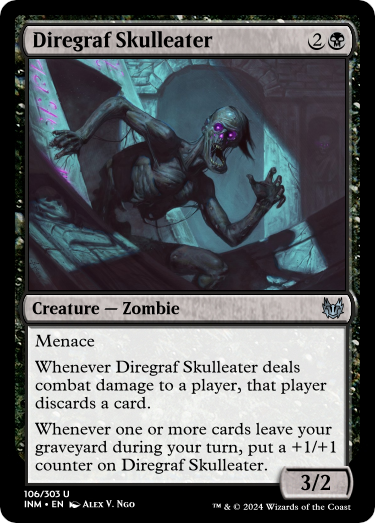 Diregraf Skulleater 2
Creature — Zombie
Menace
Whenever Diregraf Skulleater deals
combat damage to a player, that player
discards a card.
Whenever one or more cards leave your
graveyard during your turn, put a +1/+1
counter on Diregraf Skulleater.
3/2
106/303 U
INM • EN Alex V. Ngo
™ & © 2024 Wizards of the Coast